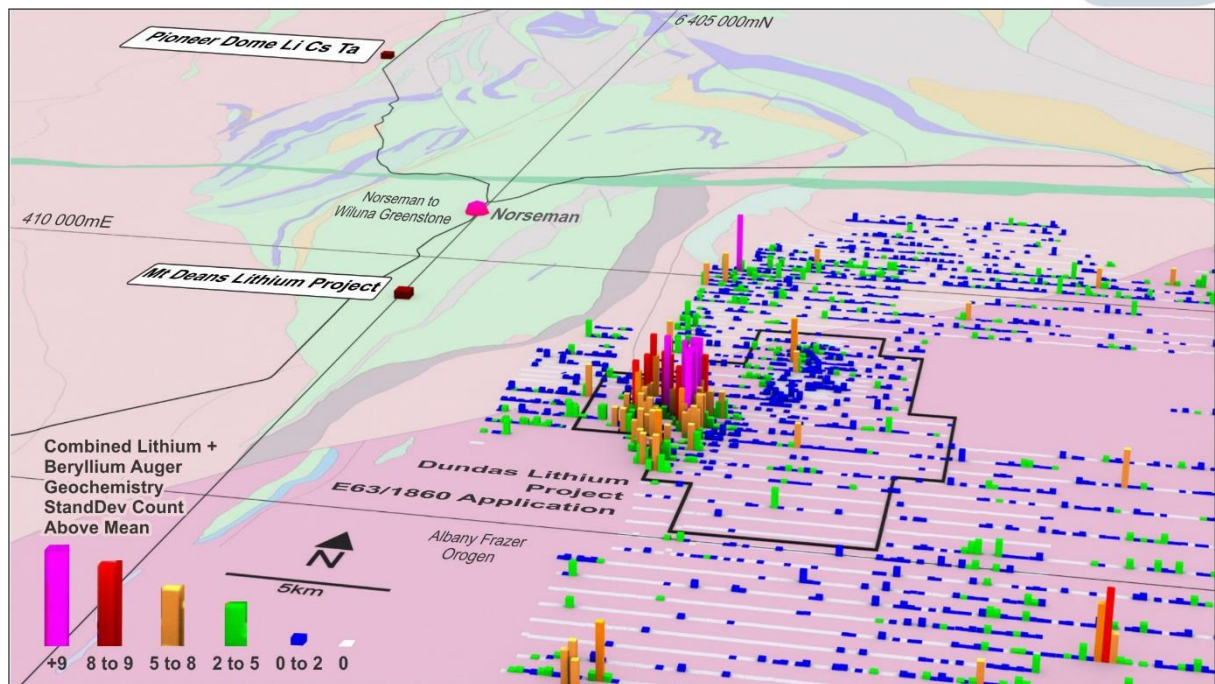 Pioneer Dome Li Cs Ta
6 405 000mN
Norseman to
Wiluna Greenstone
Norseman
410 000mE
Mt Deans Lithium Project
Dundas Lithium
Project
E63/1860 Application
Albany Frazer
Orogen
Combined Lithium +
Beryllium Auger
Geochemistry
StandDev Count
Above Mean
N
5km
+9 8 to 9 5 to 8 2 to 5 0 to 2 0